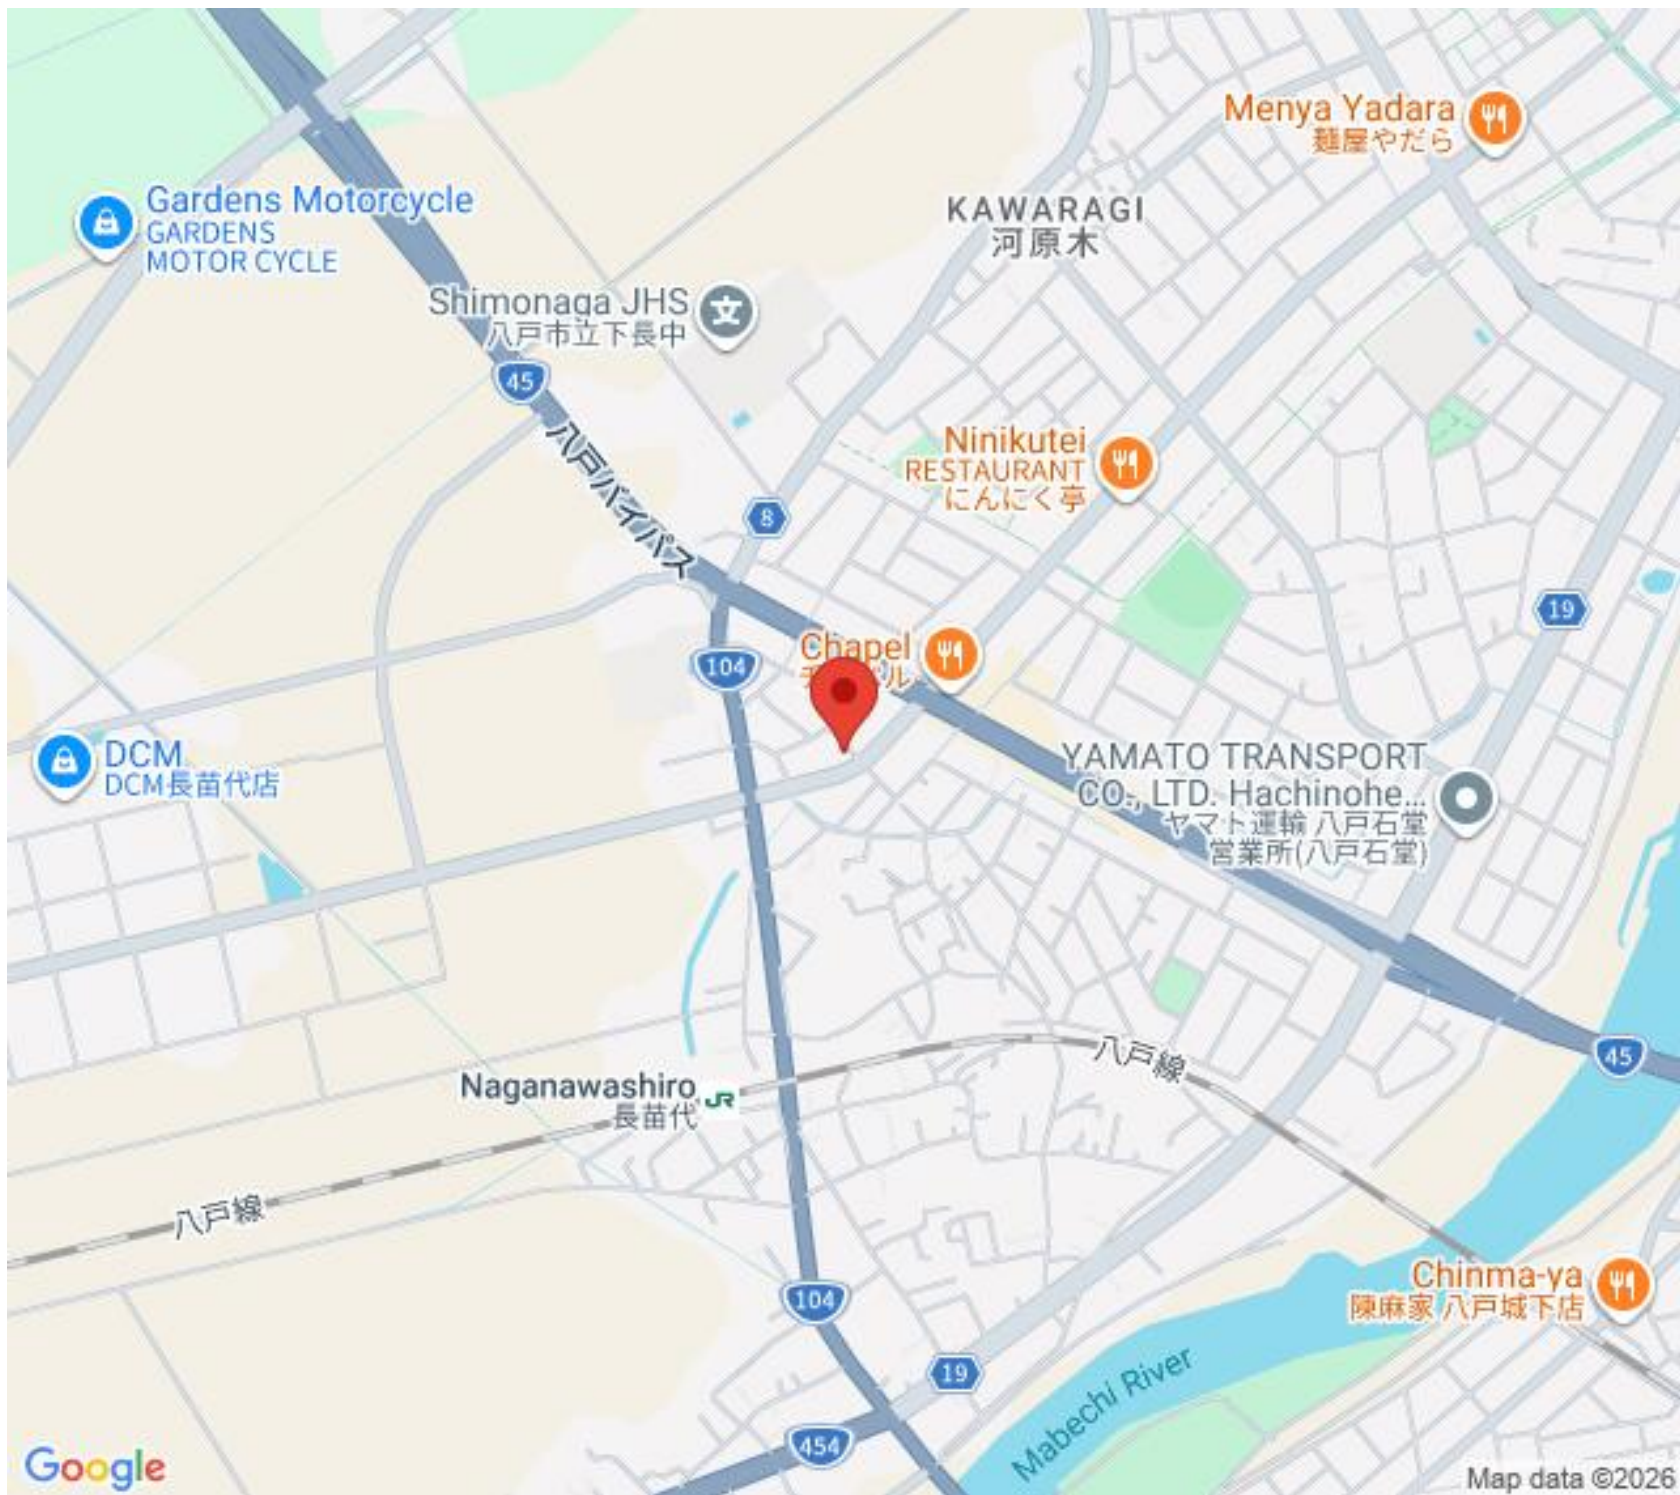 Menya Yadara
麺屋やだら
Gardens Motorcycle
GARDENS
MOTOR CYCLE
KAWARAGI
河原木
Shimonaga JHS
八戸市立下長中
文
45
八戸バイパス
Ninikutei
RESTAURANT
にんにく亭
8
19
Chapel
104
DCM
DCM長苗代店
YAMATO TRANSPORT
CO., LTD. Hachinohe...
ヤマト運輸 八戸石堂
営業所(八戸石堂)
八戸線
45
Naganawashiro
JR
長苗代
八戸線
Chinma-ya
陳麻家 八戸城下店
104
19
Mabechi River
454
Google
Map data ©2026